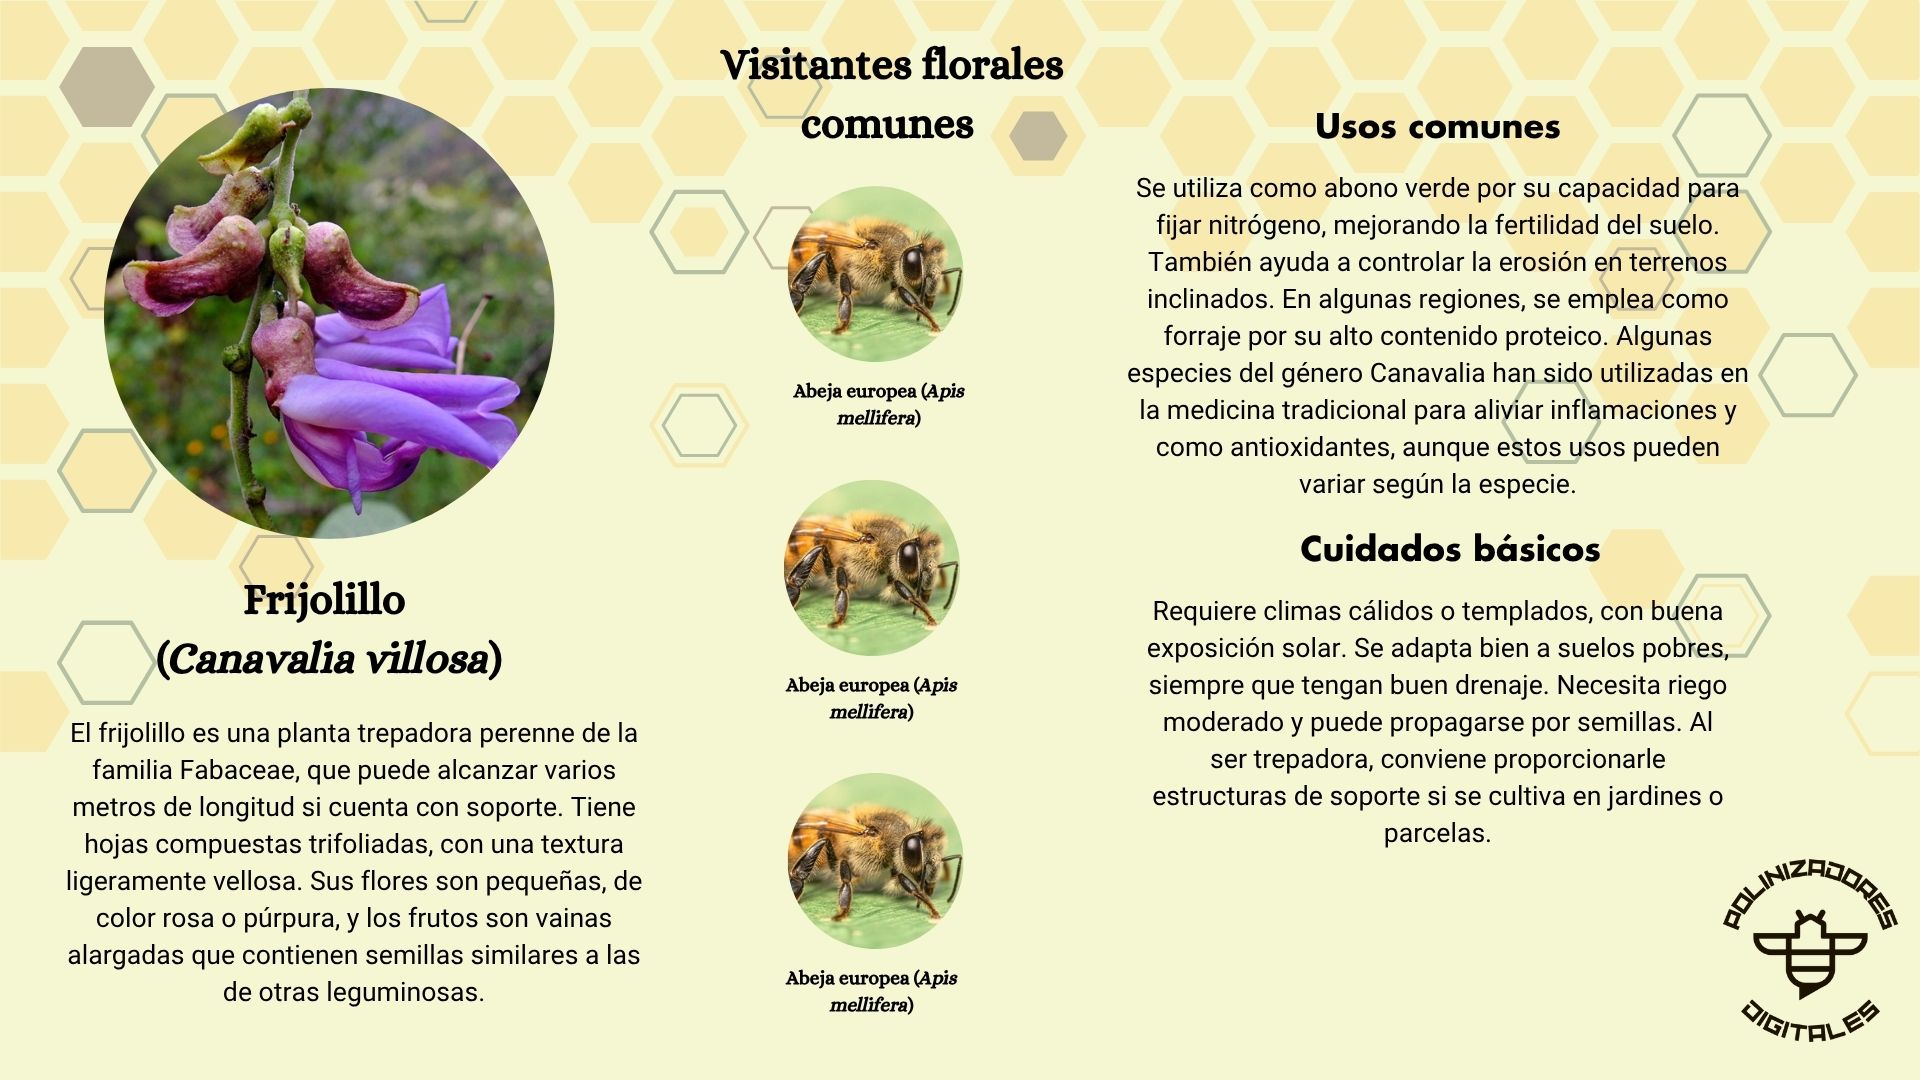 Frijolillo
(Canavalia villosa)
El frijolillo es una planta trepadora perenne de la
familia Fabaceae, que puede alcanzar varios
metros de longitud si cuenta con soporte. Tiene
hojas compuestas trifoliadas, con una textura
ligeramente vellosa. Sus flores son pequeñas, de
color rosa o púrpura, y los frutos son vainas
alargadas que contienen semillas similares a las
de otras leguminosas.
Visitantes florales
comunes
Abeja europea (Apis
mellifera)
Abeja europea (Apis
mellifera)
Abeja europea (Apis
mellifera)
Usos comunes
Se utiliza como abono verde por su capacidad para
fijar nitrógeno, mejorando la fertilidad del suelo.
También ayuda a controlar la erosión en terrenos
inclinados. En algunas regiones, se emplea como
forraje por su alto contenido proteico. Algunas
especies del género Canavalia han sido utilizadas en
la medicina tradicional para aliviar inflamaciones y
como antioxidantes, aunque estos usos pueden
variar según la especie.
Cuidados básicos
Requiere climas cálidos o templados, con buena
exposición solar. Se adapta bien a suelos pobres,
siempre que tengan buen drenaje. Necesita riego
moderado y puede propagarse por semillas. Al
ser trepadora, conviene proporcionarle
estructuras de soporte si se cultiva en jardines o
parcelas.
POLINIZADORES
DIGITALES